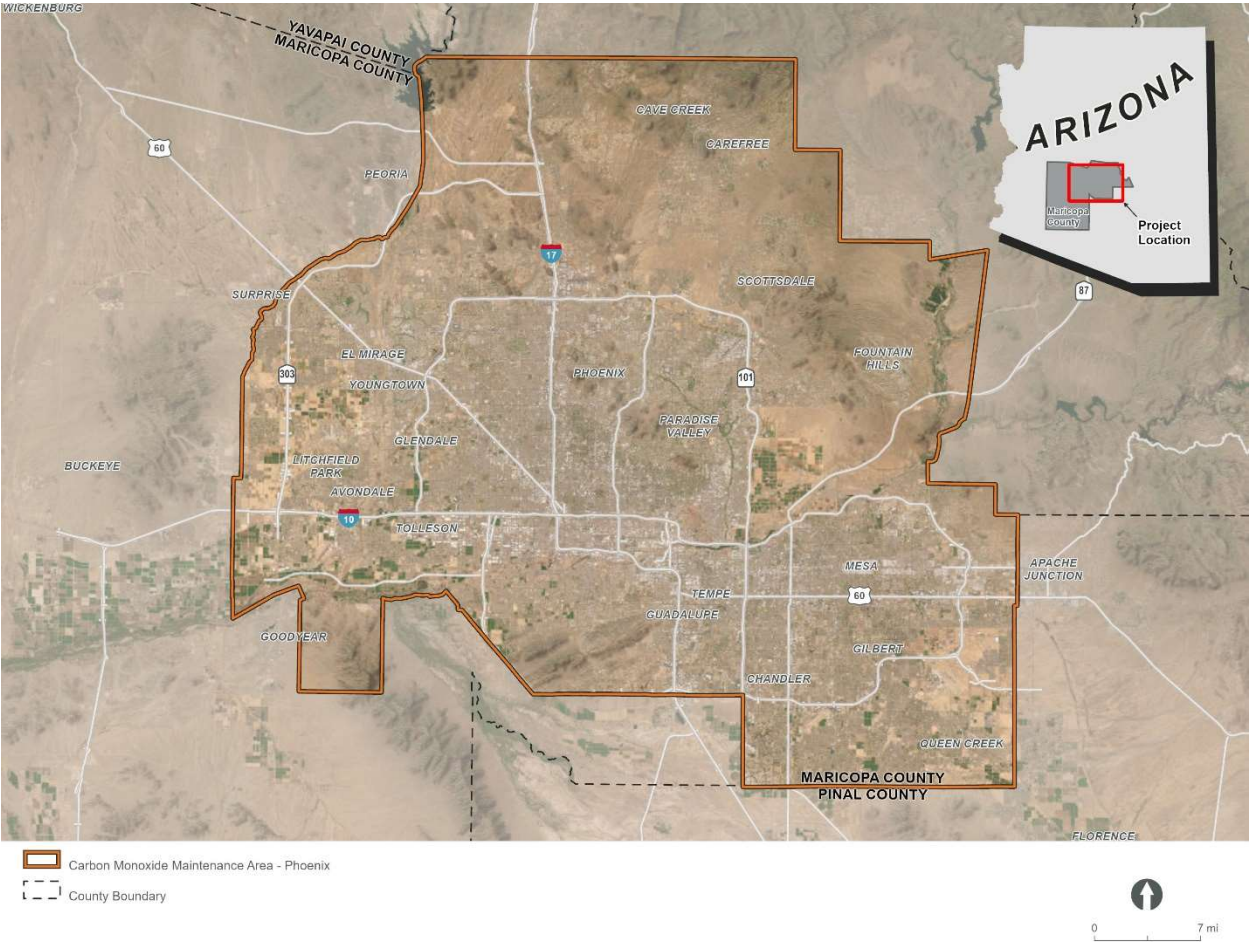 WICKENBURG
YAVAPAI COUNTY
MARICOPA COUNTY
ARIZONA
Maricopa
County
Project
Location
CAVE CREEK
CAREFREE
60
PEORIA
17
SCOTTSDALE
87
SURPRISE
EL MIRAGE
FOUNTAIN
HILLS
303
YOUNGTOWN
PHOENIX
101
PARADISE
VALLEY
GLENDALE
BUCKEYE
LITCHFIELD
PARK
AVONDALE
10
TOLLESON
MESA
APACHE
JUNCTION
TEMPE
60
GUADALUPE
GOODYEAR
GILBERT
CHANDLER
QUEEN CREEK
MARICOPA COUNTY
PINAL COUNTY
FLORENCE
Carbon Monoxide Maintenance Area - Phoenix
County Boundary
0 7 mi